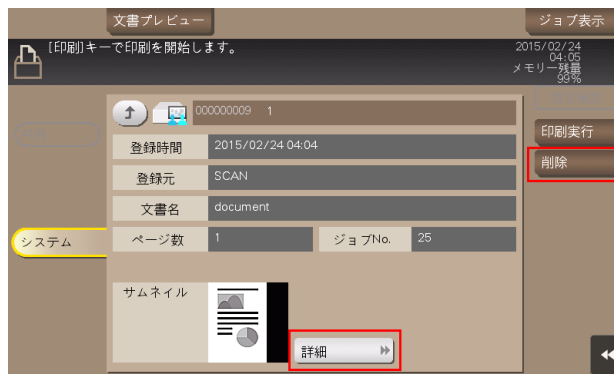 文書プレビュー
ジョブ表示
[印刷]キーで印刷を開始します。
2015/02/24
04:05
メモリー残量
99%
000000009 1
印刷実行
登録時間 2015/02/24 04:04
削除
登録元 SCAN
文書名 document
システム
ページ数 1 ジョブNo. 25
サムネイル
詳細